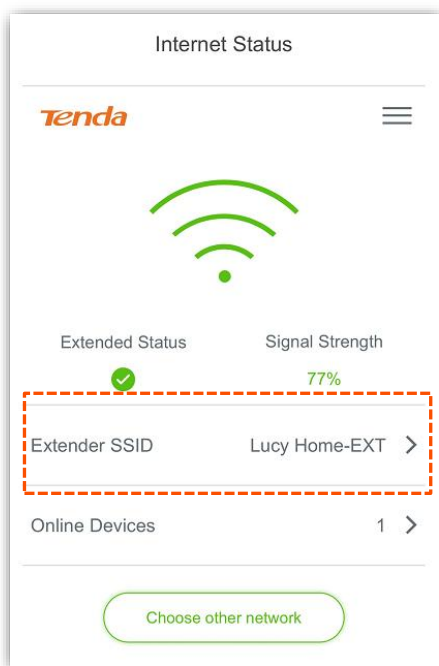 Internet Status
Tenda
Extended Status Signal Strength
77%
Extender SSID Lucy Home-EXT
Online Devices 1
Choose other network